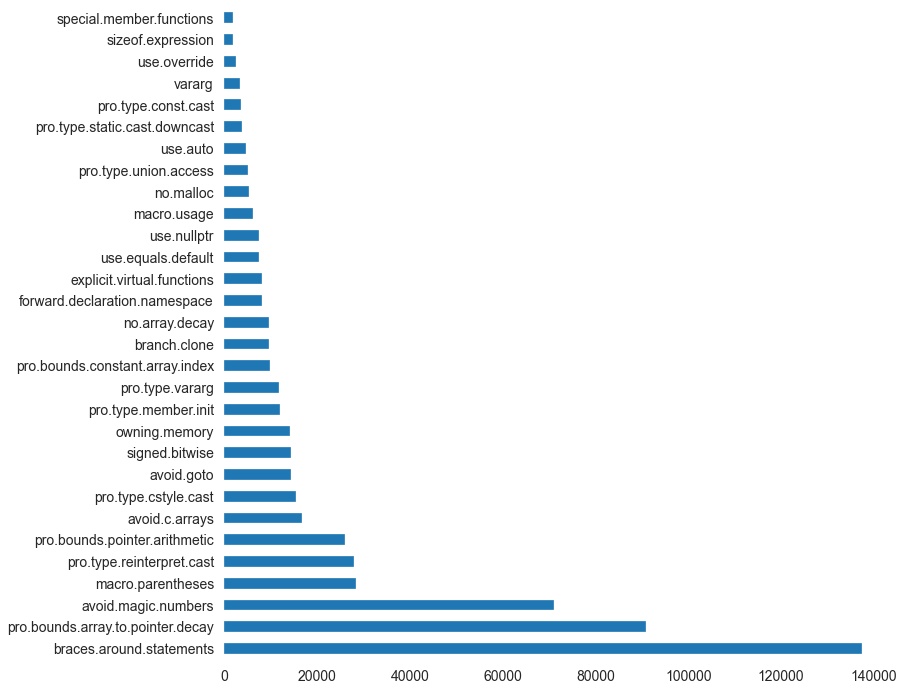 special.member.functions
sizeof.expression
use.override
vararg
pro.type.const.cast
pro.type.static.cast.downcast
use.auto
pro.type.union.access
no.malloc
macro.usage
use.nullptr
use.equals.default
explicit.virtual.functions
forward.declaration.namespace
no.array.decay
branch.clone
pro.bounds.constant.array.index
pro.type.vararg
pro.type.member.init
owning.memory
signed.bitwise
avoid.goto
pro.type.cstyle.cast
avoid.c.arrays
pro.bounds.pointer.arithmetic
pro.type.reinterpret.cast
macro.parentheses
avoid.magic.numbers
pro.bounds.array.to.pointer.decay
braces.around.statements
0 20000 40000 60000 80000 100000 120000 140000